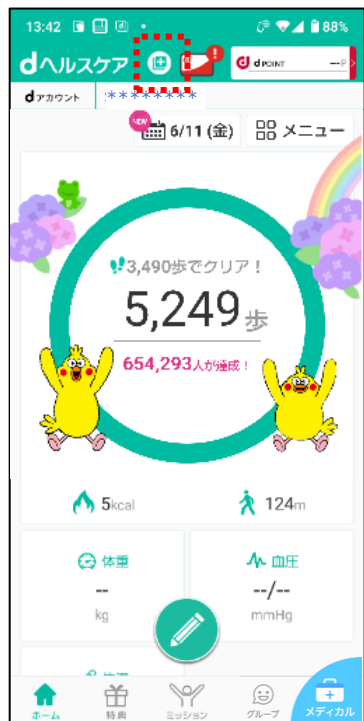 13:42 88%
dヘルスケア
d POINT --P
dアカウント *********
NEW 6/11 (金) メニュー
3,490歩でクリア！
5,249歩
654,293人が達成！
5kcal 124m
体重 血圧
-- --/--
kg mmHg
ホーム 特典 ミッション グループ メディカル